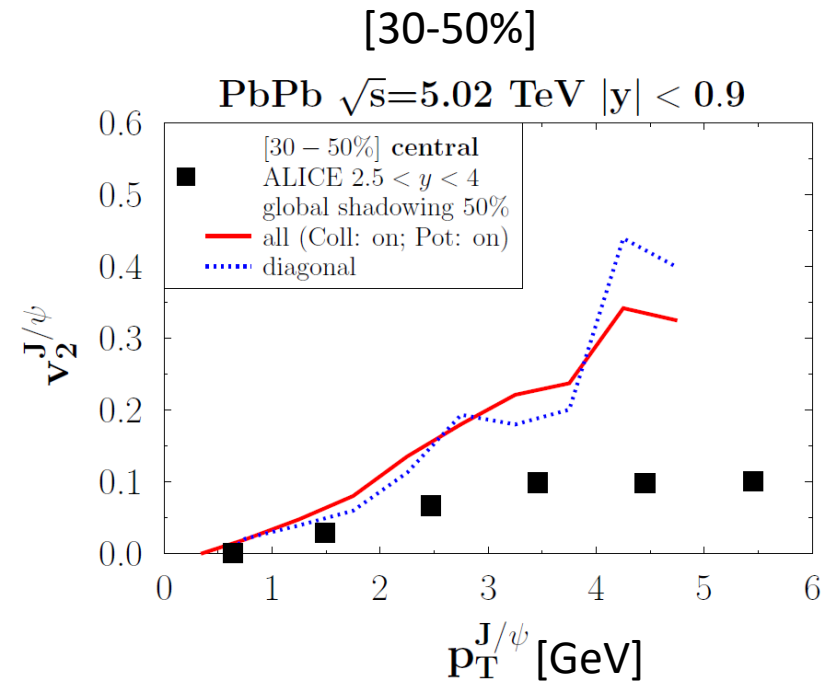 [30-50%]
PbPb √s=5.02 TeV |y| < 0.9
[30 − 50%] central
ALICE 2.5 < y < 4
global shadowing 50%
all (Coll: on; Pot: on)
diagonal
0.6
0.5
0.4
0.3
0.2
0.1
0.0
v₂^J/ψ
0 1 2 3 4 5 6
p_T^J/ψ [GeV]